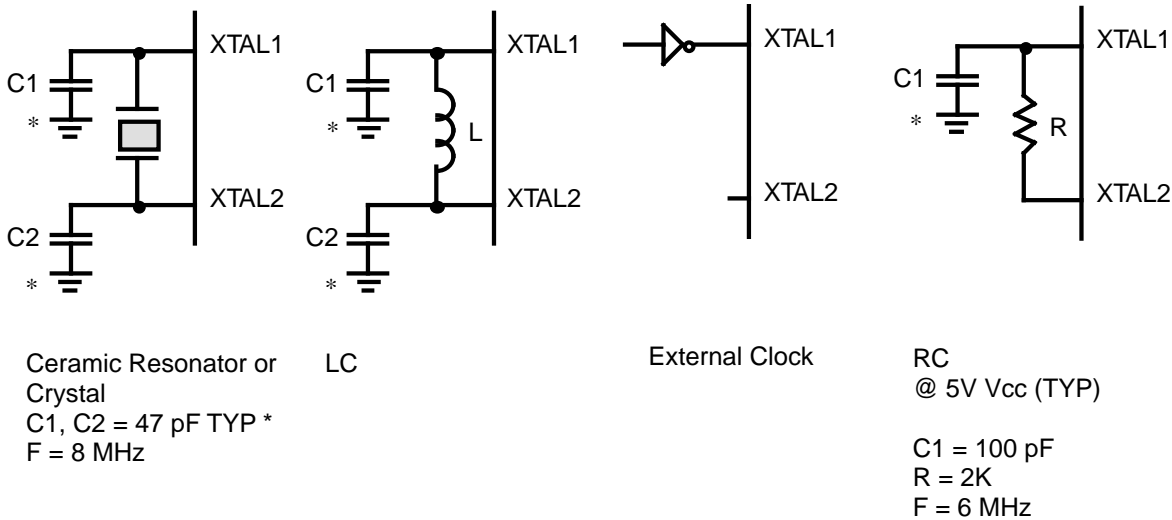 XTAL1
C1
*
XTAL2
C2
*
Ceramic Resonator or
Crystal
C1, C2 = 47 pF TYP *
F = 8 MHz
XTAL1
C1
*
L
XTAL2
C2
*
LC
XTAL1
XTAL2
External Clock
XTAL1
C1
*
R
XTAL2
RC
@ 5V Vcc (TYP)
C1 = 100 pF
R = 2K
F = 6 MHz